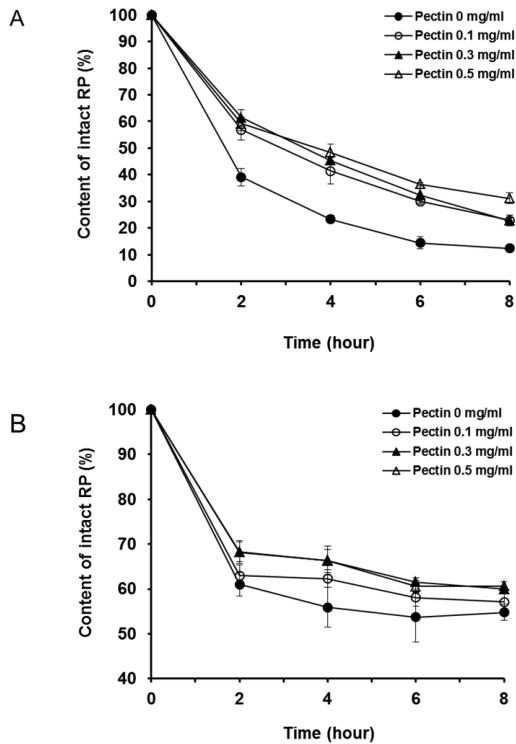 A
Pectin 0 mg/ml
Pectin 0.1 mg/ml
Pectin 0.3 mg/ml
Pectin 0.5 mg/ml
Content of intact RP (%)
100
90
80
70
60
50
40
30
20
10
0
0 2 4 6 8
Time (hour)
B
Pectin 0 mg/ml
Pectin 0.1 mg/ml
Pectin 0.3 mg/ml
Pectin 0.5 mg/ml
Content of intact RP (%)
100
90
80
70
60
50
40
0 2 4 6 8
Time (hour)